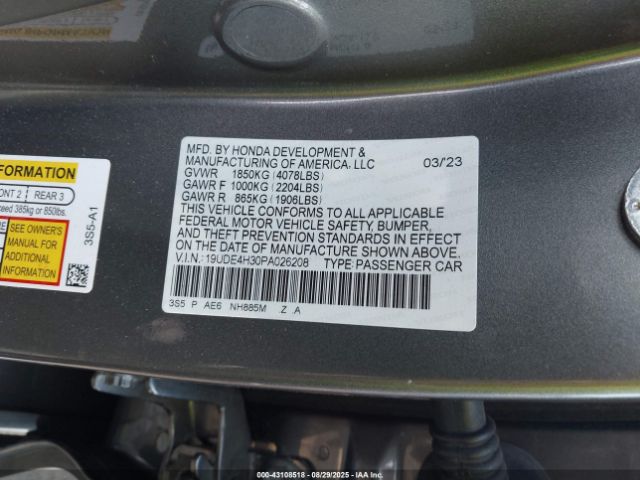 MFD. BY HONDA DEVELOPMENT &
MANUFACTURING OF AMERICA, LLC 03/'23
GVWR 1850KG (4078LBS)
GAWR F 1000KG (2204LBS)
GAWR R 865KG (1906LBS)
THIS VEHICLE CONFORMS TO ALL APPLICABLE
FEDERAL MOTOR VEHICLE SAFETY, BUMPER,
AND THEFT PREVENTION STANDARDS IN EFFECT
ON THE DATE OF MANUFACTURE SHOWN ABOVE.
V.I.N.: 19UDE4H30PA026208 TYPE: PASSENGER CAR
3S5 P AE6 NH885M Z A
FORMATION
ONT 2 REAR 3
ceed 385kg or 850lbs.
SEE OWNER'S
MANUAL FOR
ADDITIONAL
INFORMATION
3S5-A1
000-43108518 - 08/29/2025 - IAA Inc.